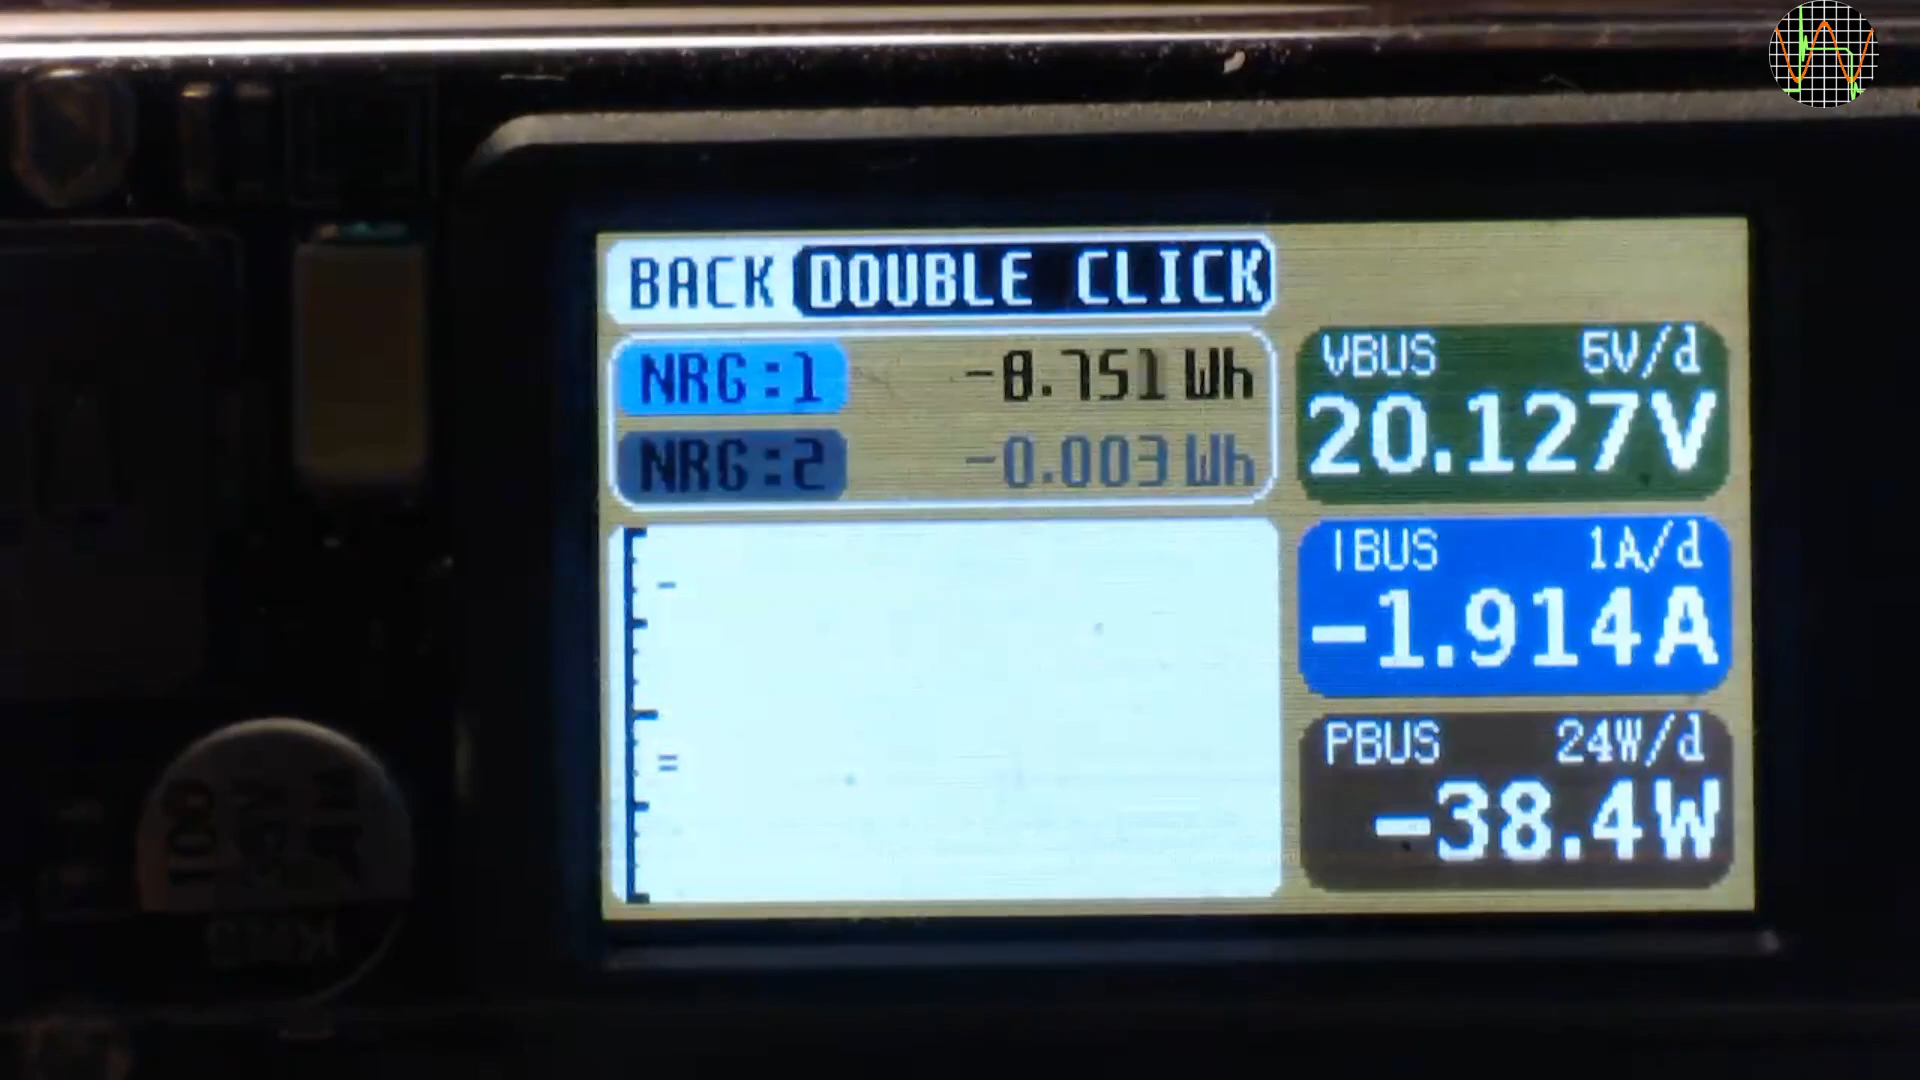 BACK DOUBLE CLICK
NRG:1 -8.751 Wh
NRG:2 -0.003 Wh
VBUS 5V/d
20.127V
IBUS 1A/d
-1.914A
PBUS 24W/d
-38.4W
100